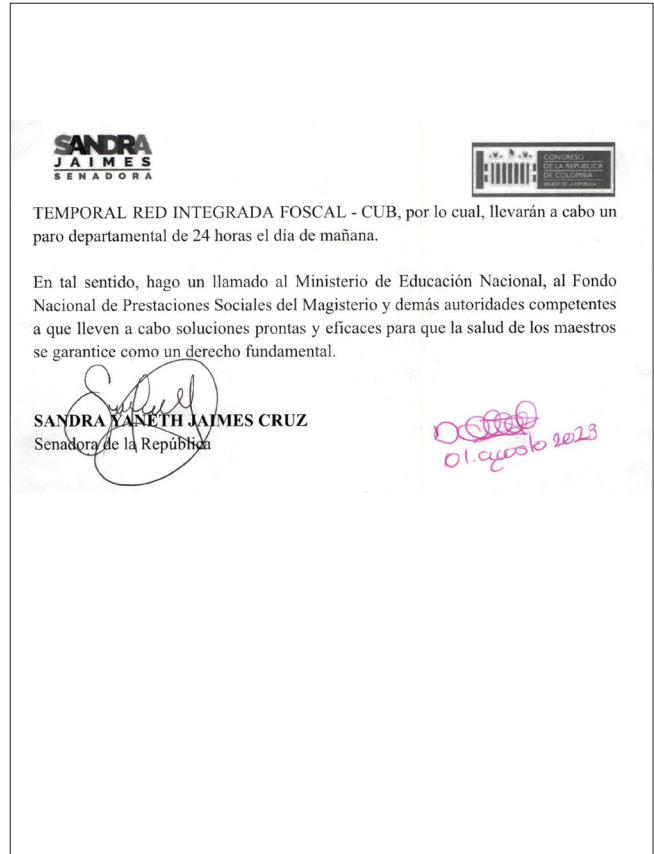 SANDRA
JAIMES
SENADORA
CONGRESO
DE LA REPÚBLICA
DE COLOMBIA
SENADO DE LA REPÚBLICA
TEMPORAL RED INTEGRADA FOSCAL - CUB, por lo cual, llevarán a cabo un
paro departamental de 24 horas el día de mañana.
En tal sentido, hago un llamado al Ministerio de Educación Nacional, al Fondo
Nacional de Prestaciones Sociales del Magisterio y demás autoridades competentes
a que lleven a cabo soluciones prontas y eficaces para que la salud de los maestros
se garantice como un derecho fundamental.
SANDRA YANETH JAIMES CRUZ
Senadora de la República
01. agosto 2023